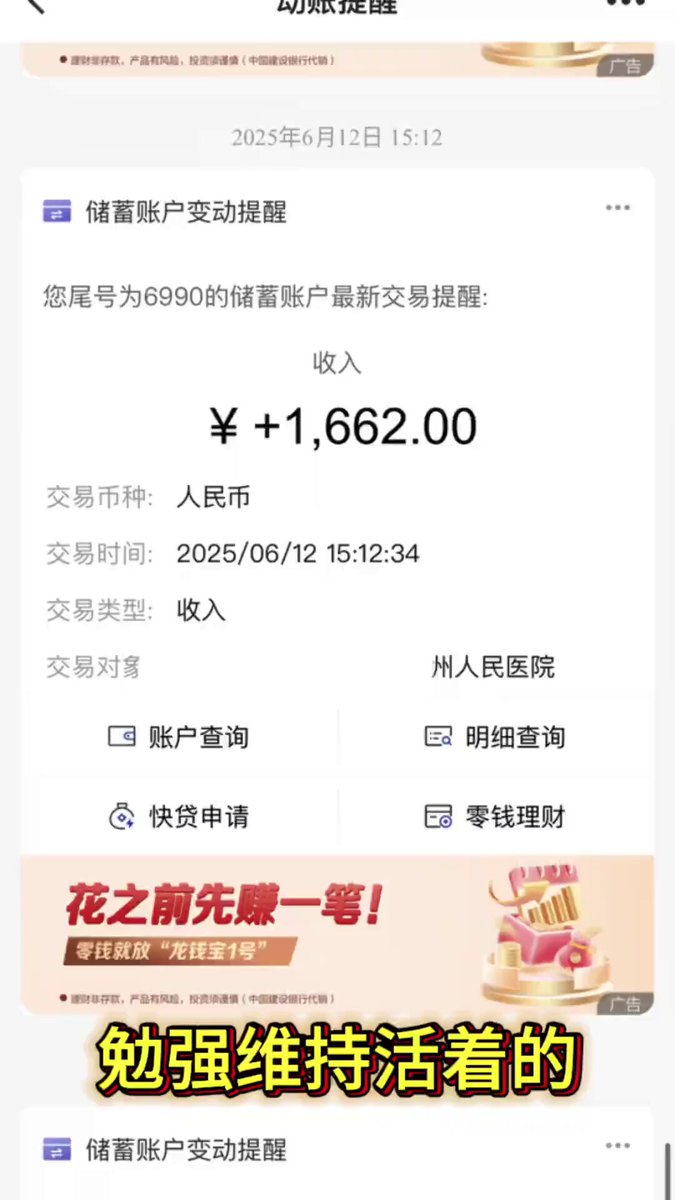 动账提醒
理财非存款，产品有风险，投资须谨慎（中国建设银行代销）
广告
2025年6月12日 15:12
储蓄账户变动提醒
您尾号为6990的储蓄账户最新交易提醒:
收入
¥ +1,662.00
交易币种: 人民币
交易时间: 2025/06/12 15:12:34
交易类型: 收入
交易对象 州人民医院
账户查询 明细查询
快贷申请 零钱理财
花之前先赚一笔!
零钱就放“龙钱宝1号”
理财非存款，产品有风险，投资须谨慎（中国建设银行代销）
广告
勉强维持活着的
储蓄账户变动提醒